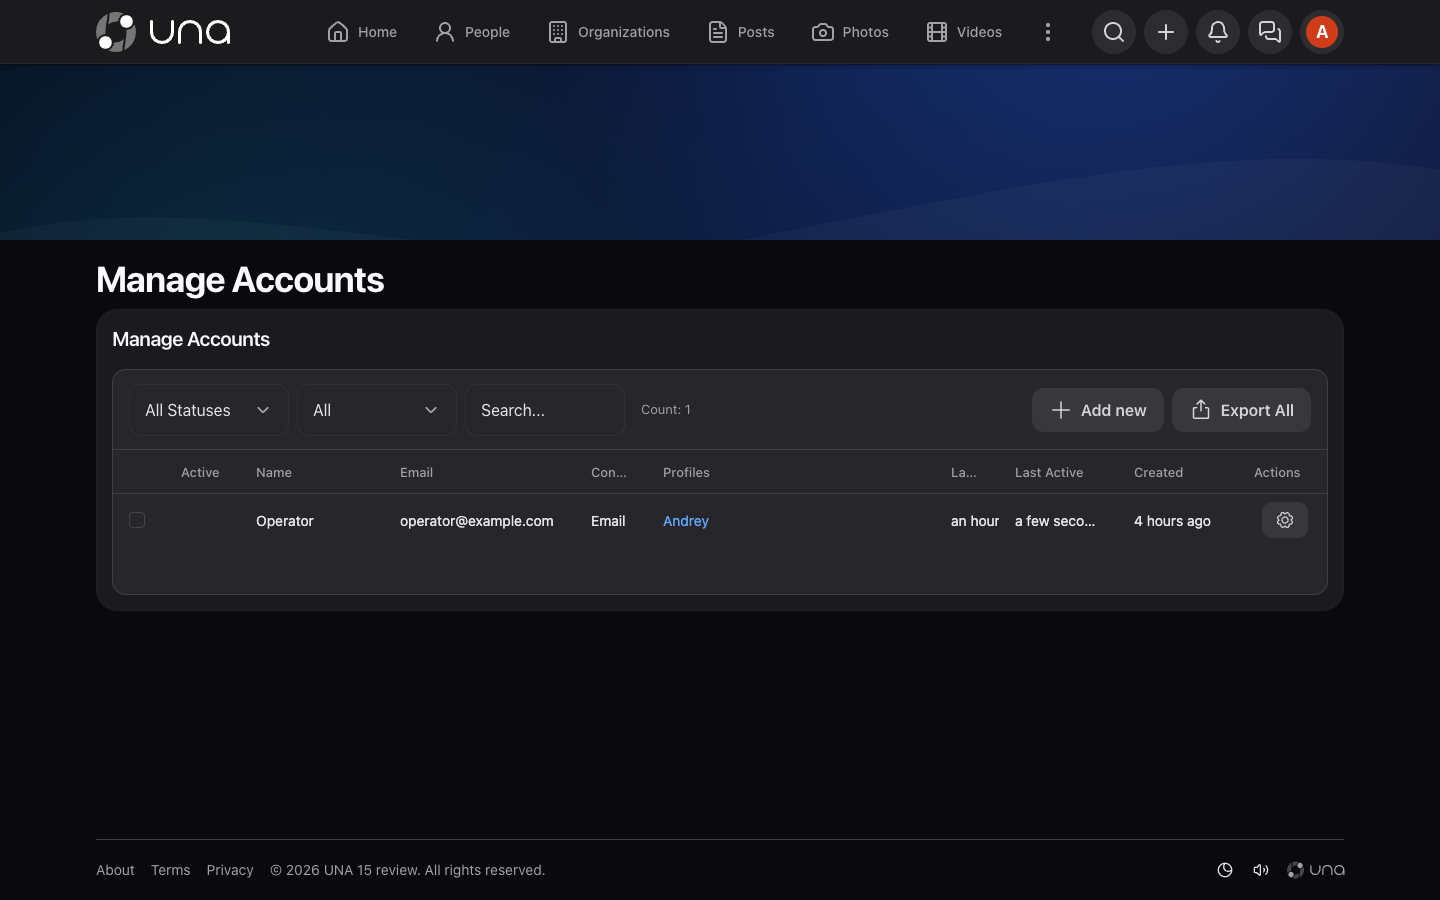 una
Home
People
Organizations
Posts
Photos
Videos
A
Manage Accounts
Manage Accounts
All Statuses
All
Search...
Count: 1
Add new
Export All
Active
Name
Email
Con...
Profiles
La...
Last Active
Created
Actions
Operator
operator@example.com
Email
Andrey
an hour
a few seco...
4 hours ago
About
Terms
Privacy
© 2026 UNA 15 review. All rights reserved.
una